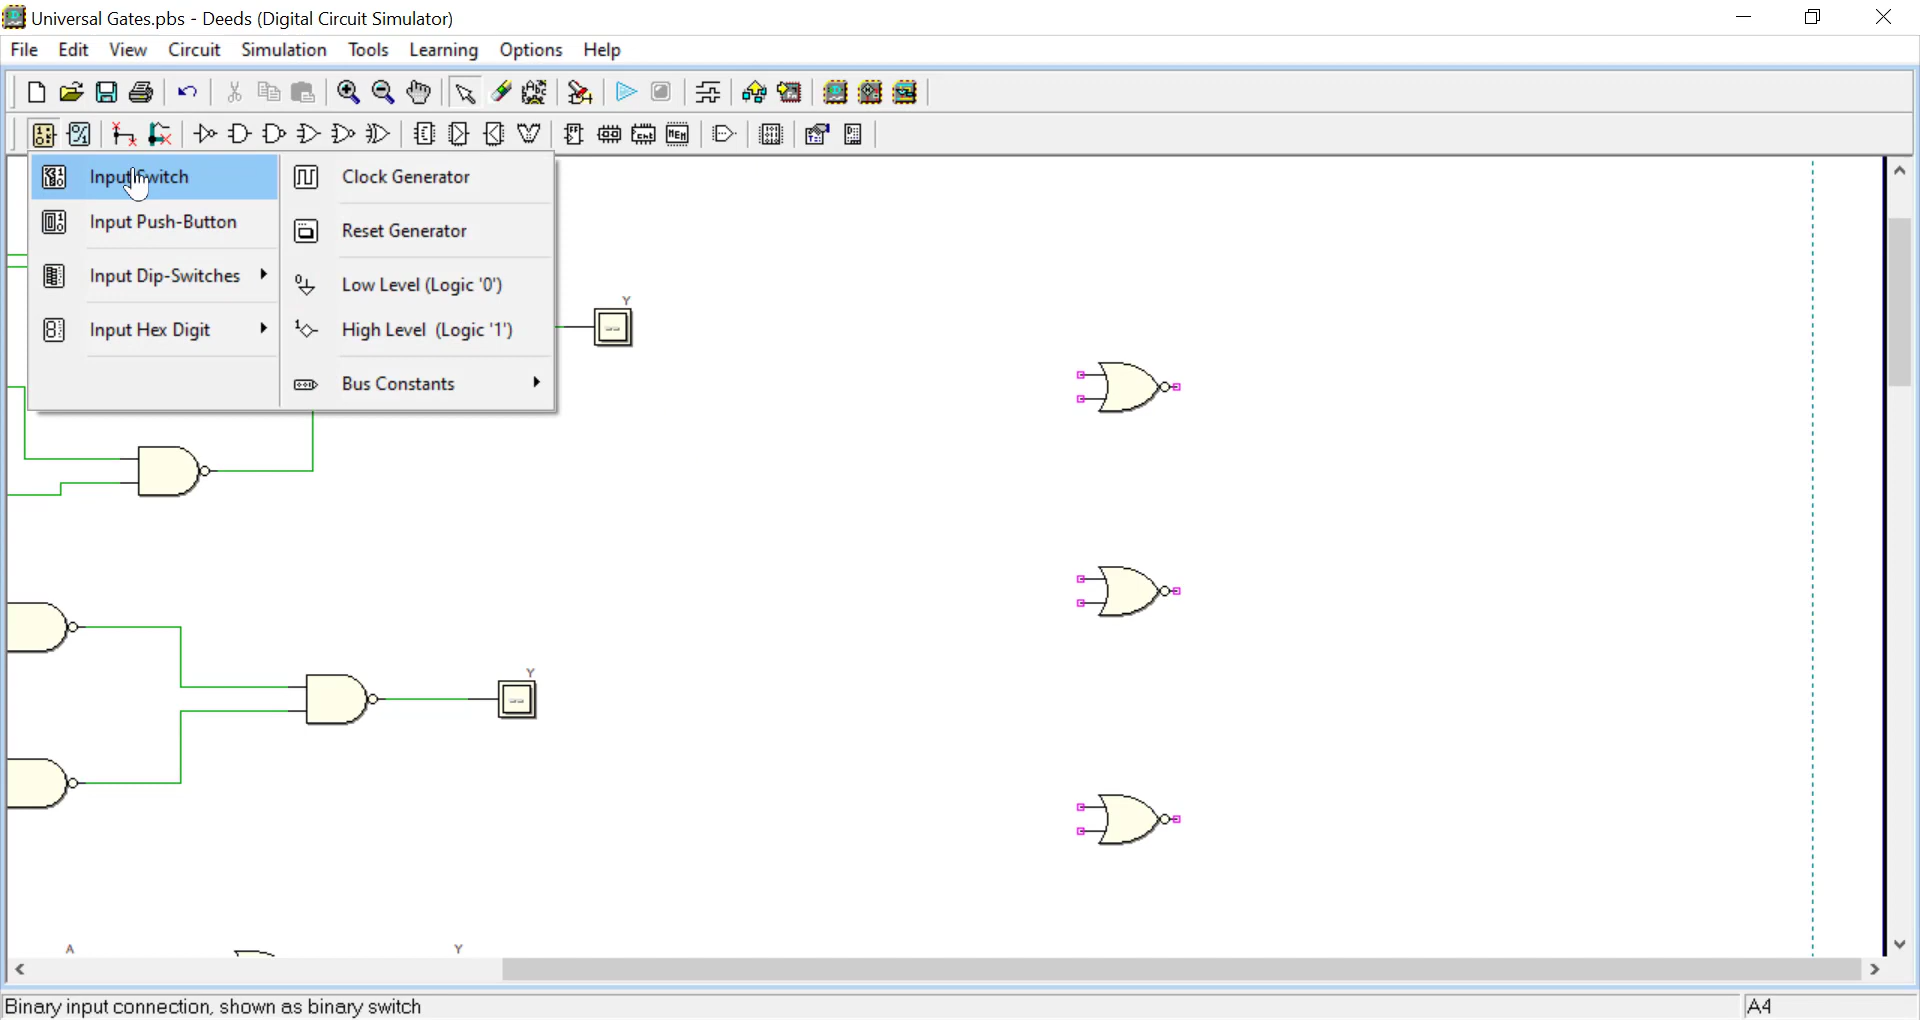 Universal Gates.pbs - Deeds (Digital Circuit Simulator)
File Edit View Circuit Simulation Tools Learning Options Help
Input Switch
Clock Generator
Input Push-Button
Reset Generator
Input Dip-Switches
Low Level (Logic '0')
Input Hex Digit
High Level (Logic '1')
Bus Constants
Y
Y
A
Y
Binary input connection, shown as binary switch
A4